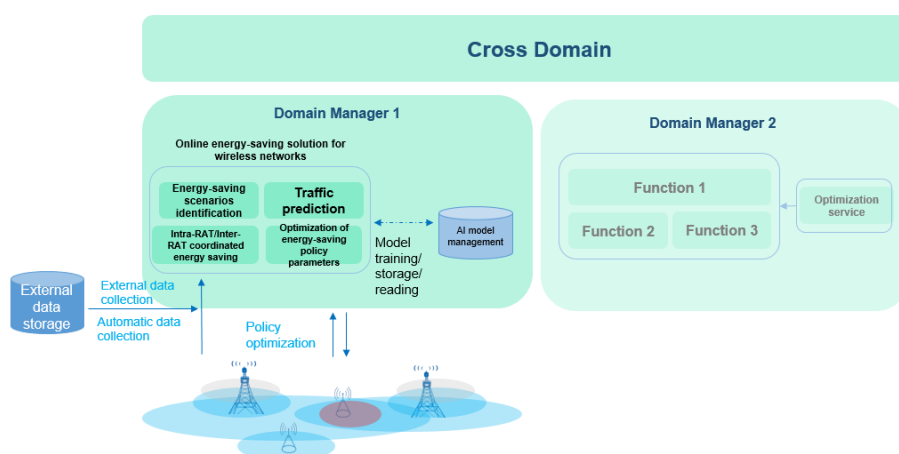 Cross Domain
Domain Manager 1
Online energy-saving solution for
wireless networks
Energy-saving
scenarios
identification
Traffic
prediction
Intra-RAT/Inter-
RAT coordinated
energy saving
Optimization of
energy-saving
policy
parameters
AI model
management
Model
training/
storage/
reading
Domain Manager 2
Function 1
Function 2
Function 3
Optimization
service
External
data
storage
External data
collection
Automatic data
collection
Policy
optimization